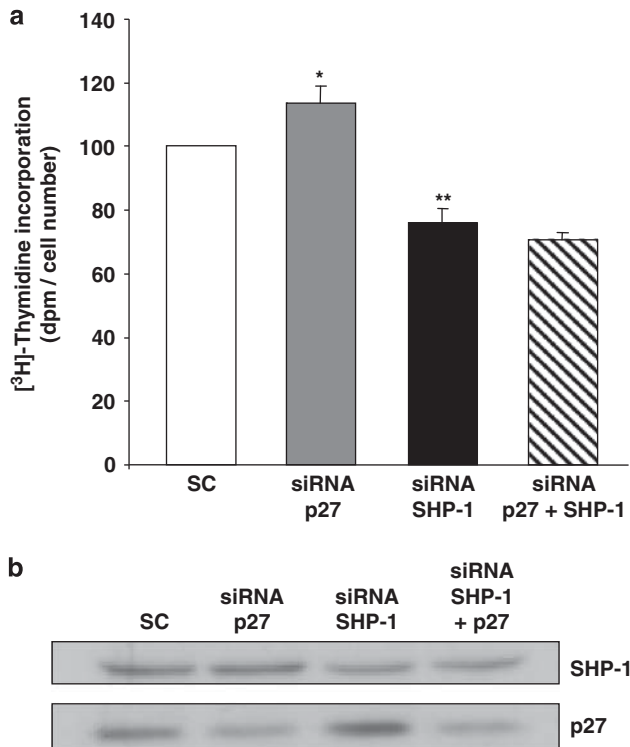 a
[³H]-Thymidine incorporation
(dpm / cell number)
140
120
100
80
60
40
20
0
*
**
SC
siRNA
p27
siRNA
SHP-1
siRNA
p27 + SHP-1
b
SC
siRNA
p27
siRNA
SHP-1
siRNA
SHP-1
+ p27
SHP-1
p27